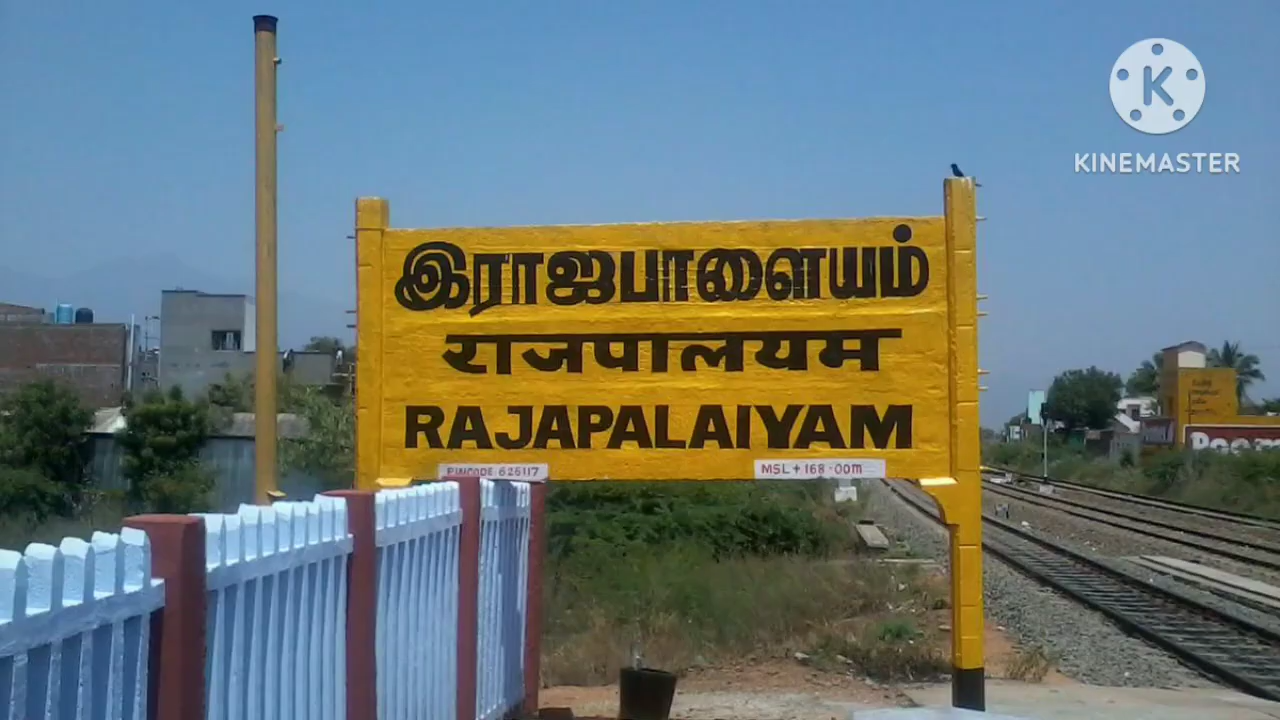 K
KINEMASTER
இராஜபாளையம்
राजपालयम
RAJAPALAIYAM
PINCODE 626117
MSL + 168 - 00m